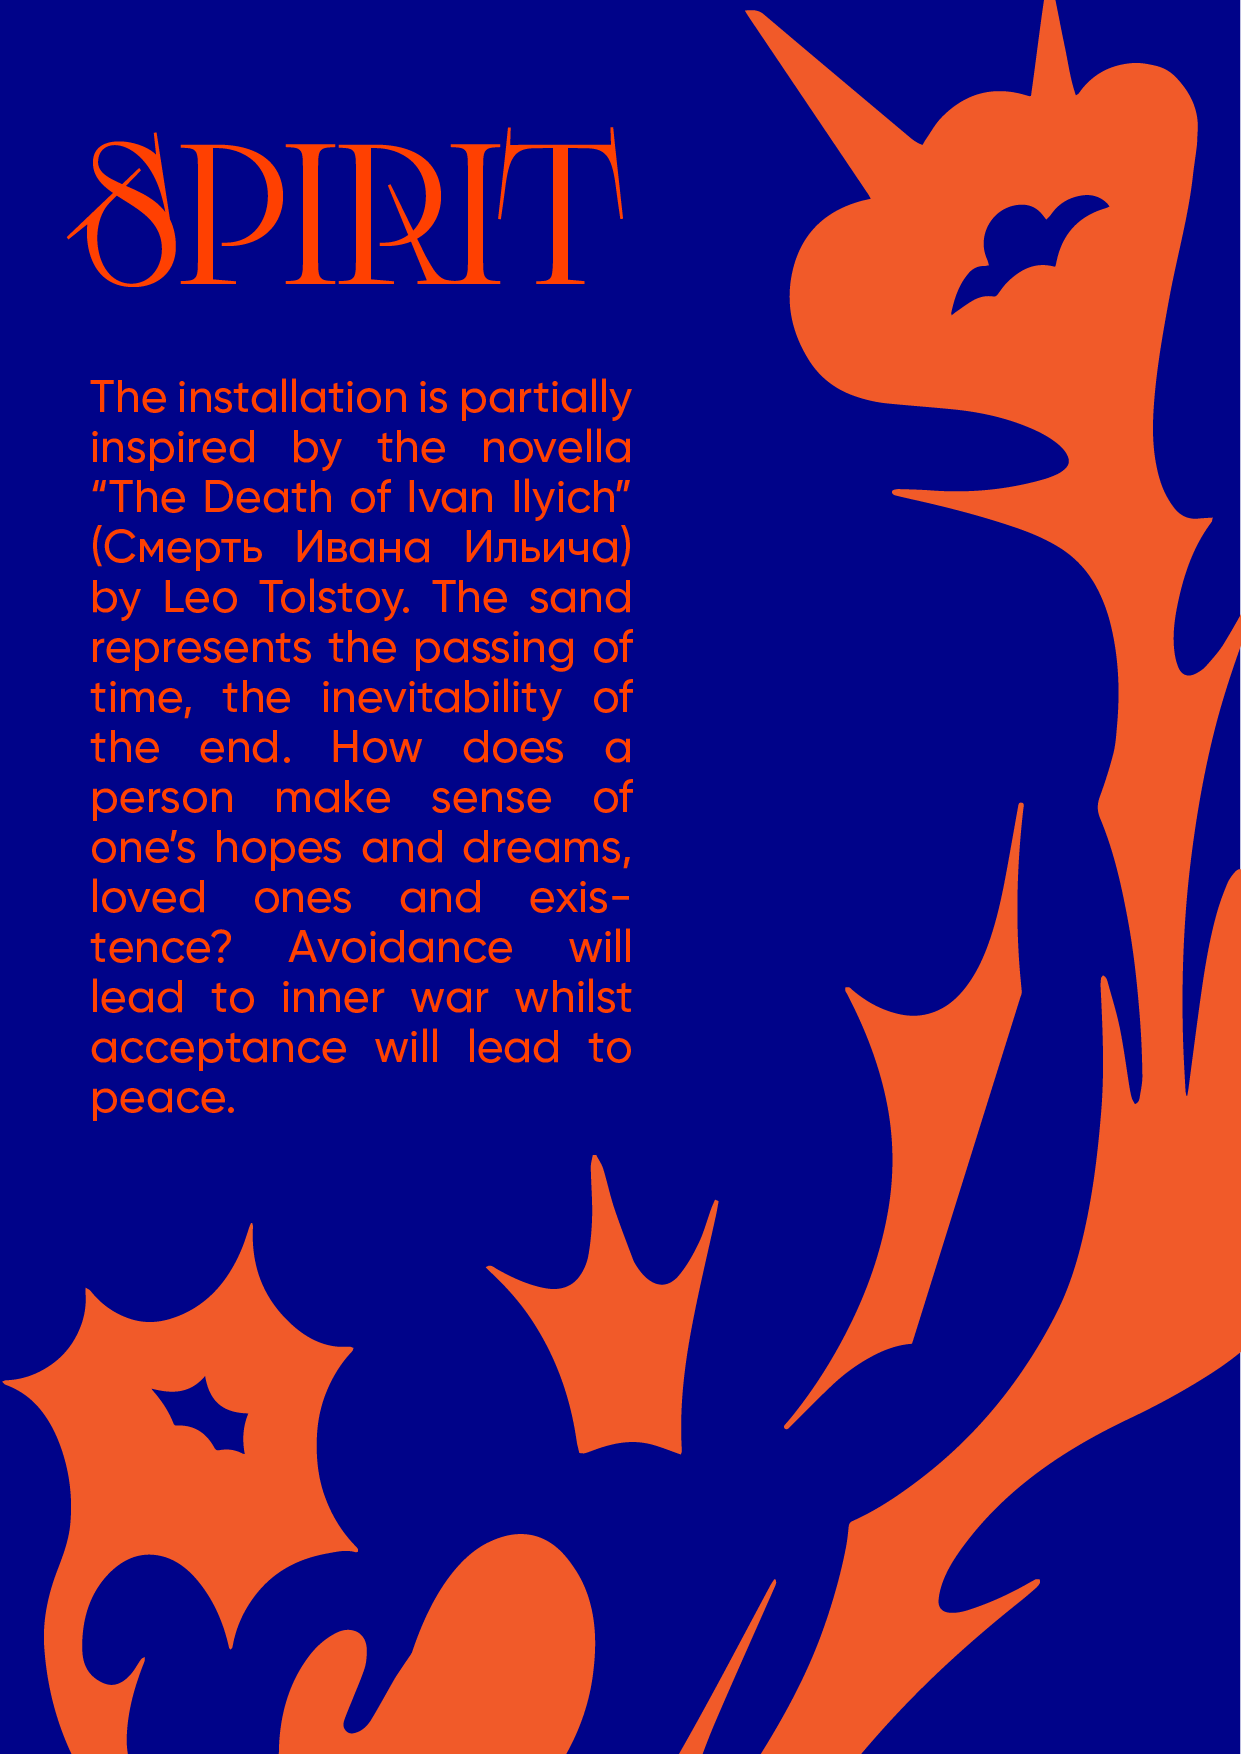 SPIRIT
The installation is partially
inspired by the novella
“The Death of Ivan Ilyich”
(Смерть Ивана Ильича)
by Leo Tolstoy. The sand
represents the passing of
time, the inevitability of
the end. How does a
person make sense of
one’s hopes and dreams,
loved ones and exis-
tence? Avoidance will
lead to inner war whilst
acceptance will lead to
peace.